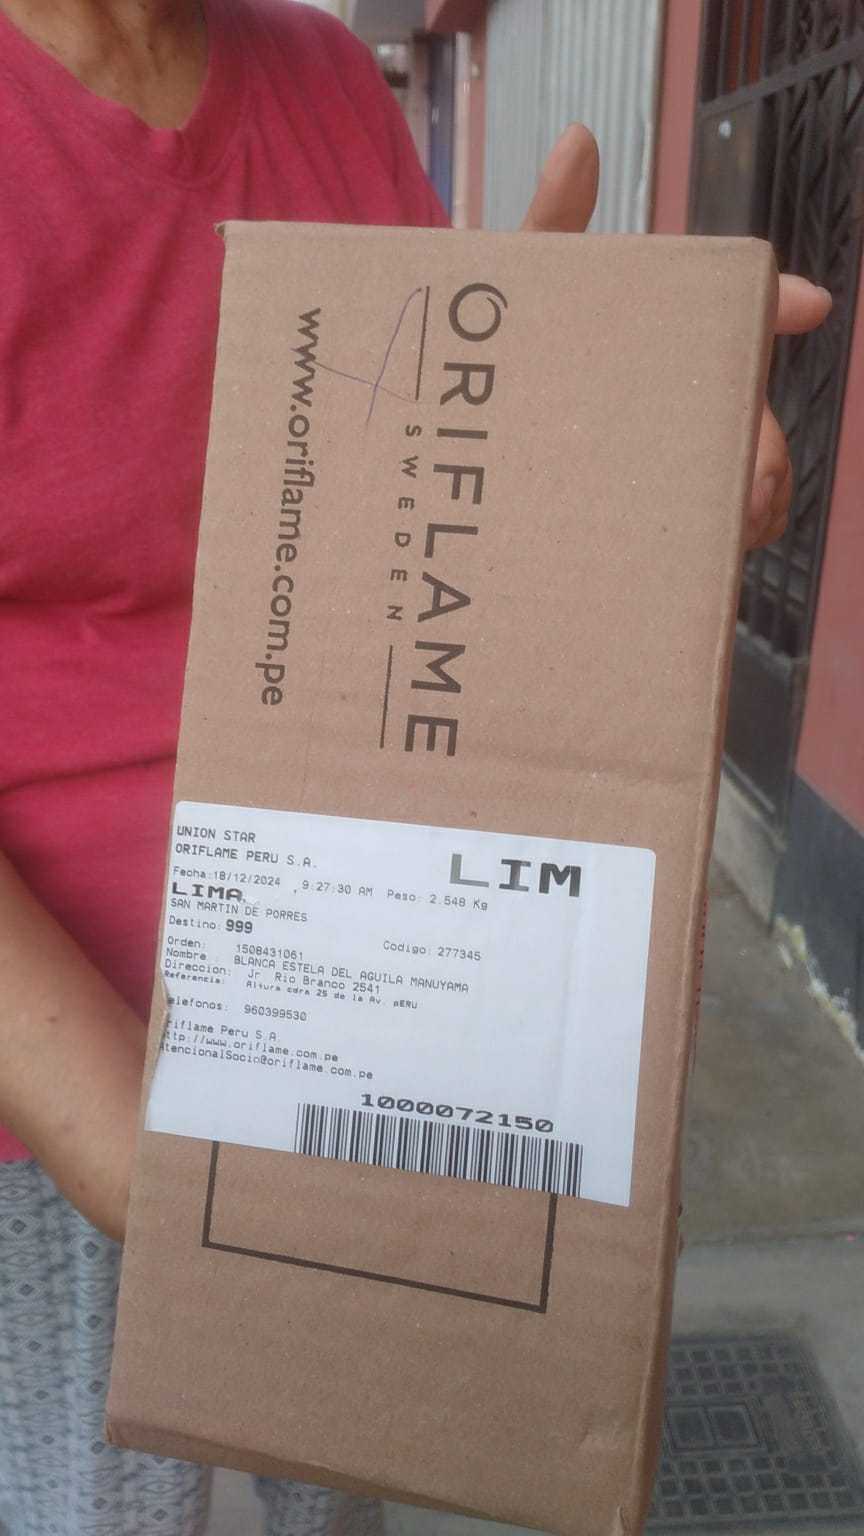 ORIFLAME
SWEDEN
www.oriflame.com.pe
UNION STAR
ORIFLAME PERU S.A.
LIM
Fecha:18/12/2024 , 9:27:30 AM Peso: 2.548 Kg
LIMA
SAN MARTIN DE PORRES
Destino: 999
Orden: 1508431061 Codigo: 277345
Nombre : BLANCA ESTELA DEL AGUILA MANUYAMA
Direccion: Jr Rio Branco 2541
Referencia: Altura cdra 25 de la Av. pERU
elefonos: 960399530
riflame Peru S.A.
ttp://www.oriflame.com.pe
AtencionalSocio@oriflame.com.pe
1000072150